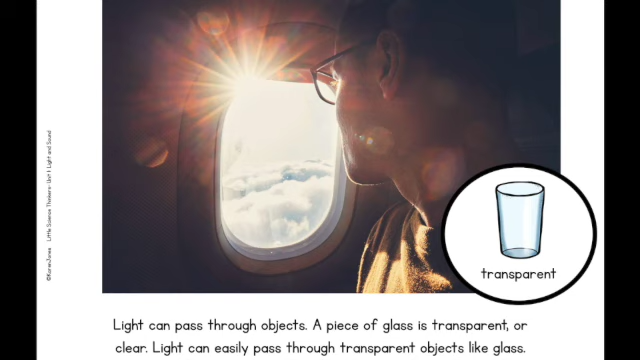 transparent
Light can pass through objects. A piece of glass is transparent, or
clear. Light can easily pass through transparent objects like glass.
©KarenJones Little Science Thinkers- Unit 1 Light and Sound